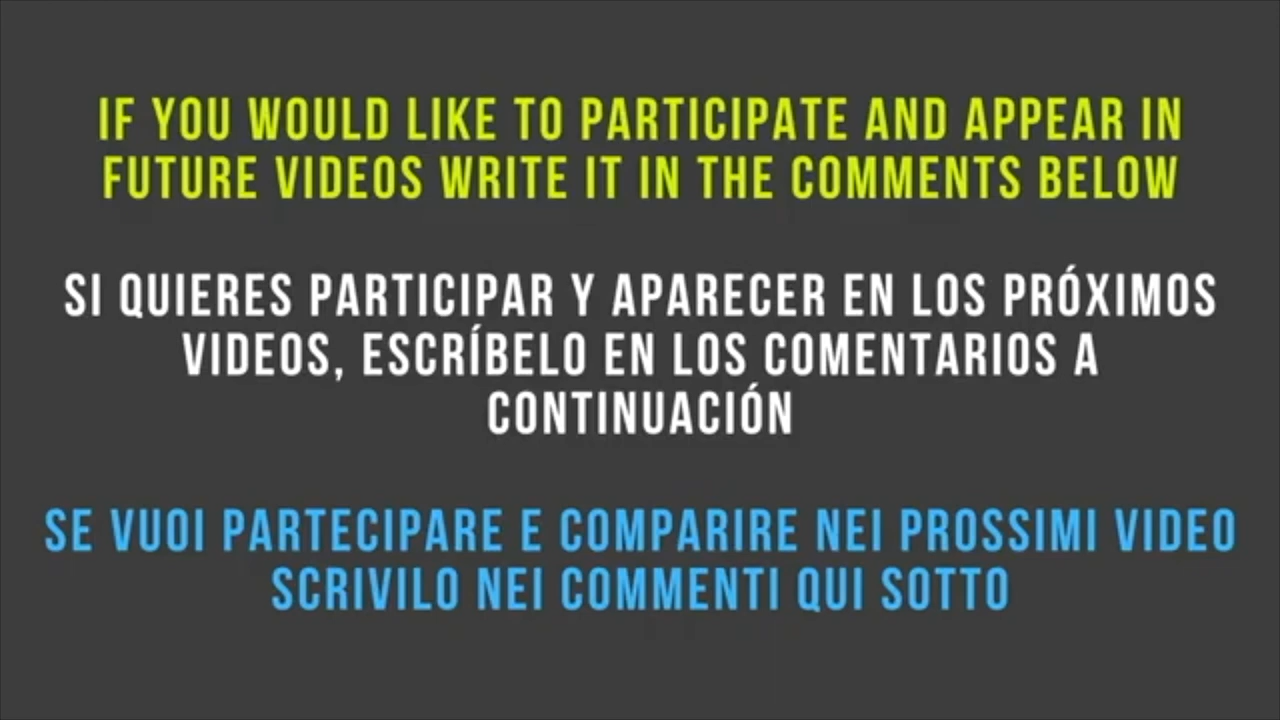 IF YOU WOULD LIKE TO PARTICIPATE AND APPEAR IN
FUTURE VIDEOS WRITE IT IN THE COMMENTS BELOW
SI QUIERES PARTICIPAR Y APARECER EN LOS PRÓXIMOS
VIDEOS, ESCRÍBELO EN LOS COMENTARIOS A
CONTINUACIÓN
SE VUOI PARTECIPARE E COMPARIRE NEI PROSSIMI VIDEO
SCRIVILO NEI COMMENTI QUI SOTTO